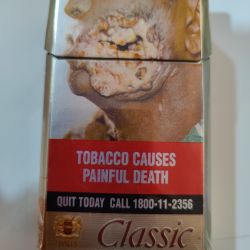 TOBACCO CAUSES
PAINFUL DEATH
QUIT TODAY CALL 1800-11-2356
Classic